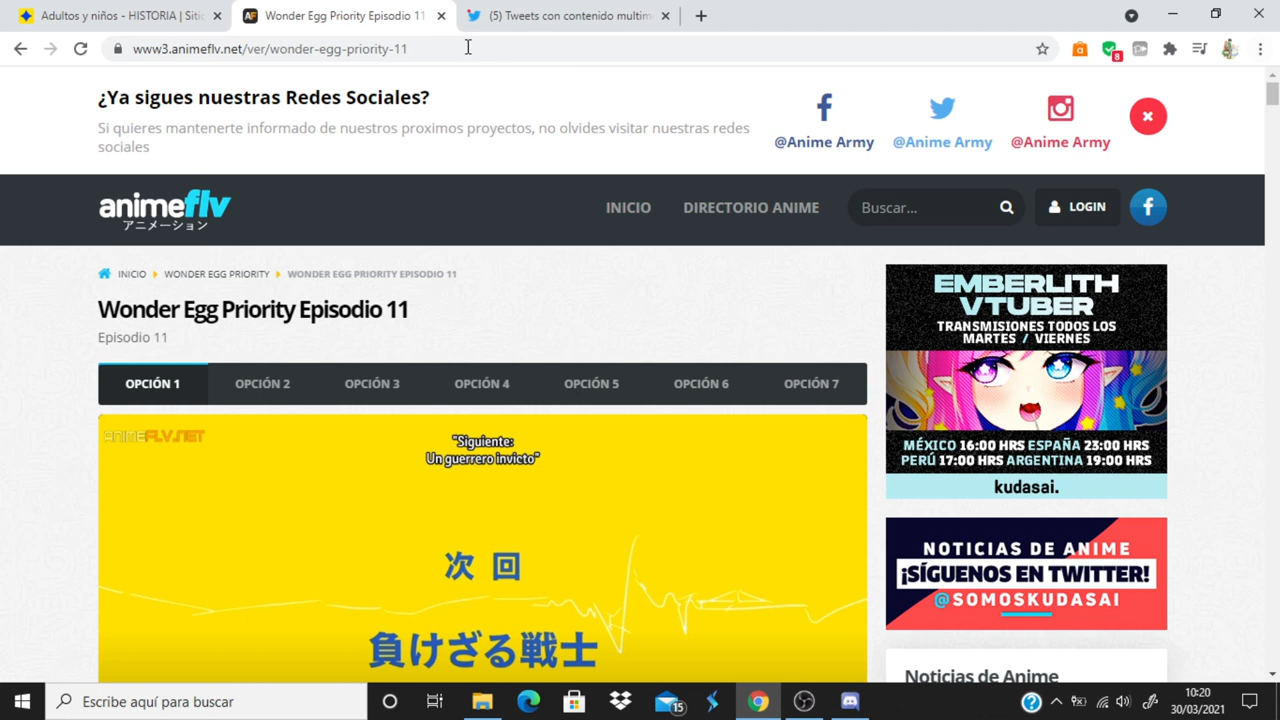 Adultos y niños - HISTORIA | Sitic
Wonder Egg Priority Episodio 11
(5) Tweets con contenido multim
www3.animeflv.net/ver/wonder-egg-priority-11
8
¿Ya sigues nuestras Redes Sociales?
Si quieres mantenerte informado de nuestros proximos proyectos, no olvides visitar nuestras redes
sociales
@Anime Army
@Anime Army
@Anime Army
animeflv
アニメーション
INICIO
DIRECTORIO ANIME
Buscar...
LOGIN
INICIO
WONDER EGG PRIORITY
WONDER EGG PRIORITY EPISODIO 11
Wonder Egg Priority Episodio 11
Episodio 11
OPCIÓN 1
OPCIÓN 2
OPCIÓN 3
OPCIÓN 4
OPCIÓN 5
OPCIÓN 6
OPCIÓN 7
ANIMEFLV.NET
"Siguiente:
Un guerrero invicto"
次回
負けざる戦士
EMBERLITH
VTUBER
TRANSMISIONES TODOS LOS
MARTES / VIERNES
MÉXICO 16:00 HRS ESPAÑA 23:00 HRS
PERÚ 17:00 HRS ARGENTINA 19:00 HRS
kudasai.
NOTICIAS DE ANIME
¡SÍGUENOS EN TWITTER!
@SOMOSKUDASAI
Noticias de Anime
Escribe aquí para buscar
15
10:20
30/03/2021